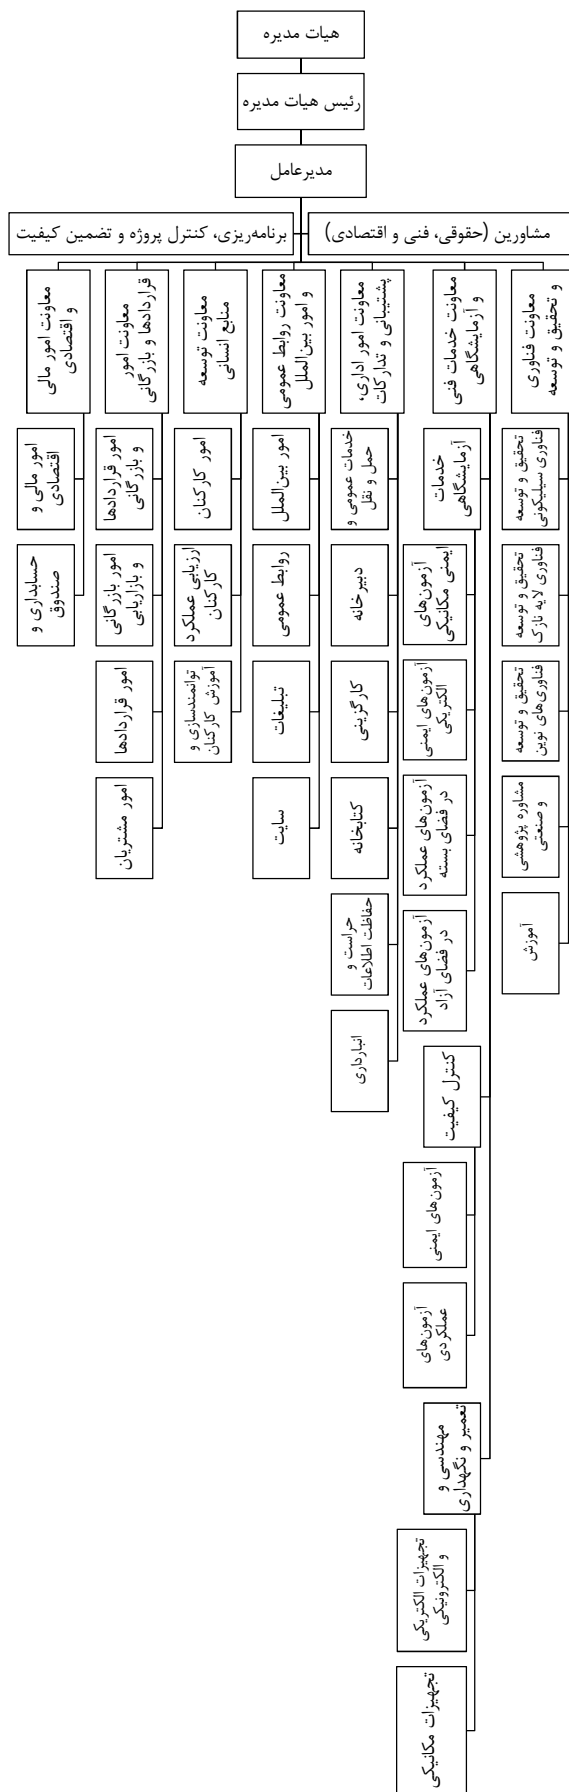 هیات مدیره
رئیس هیات مدیره
مدیرعامل
مشاورین (حقوقی، فنی و اقتصادی)
برنامه‌ریزی، کنترل پروژه و تضمین کیفیت
معاونت فناوری
و تحقیق و توسعه
تحقیق و توسعه
فناوری سیلیکونی
تحقیق و توسعه
فناوری لایه نازک
تحقیق و توسعه
فناوری‌های نوین
مشاوره پژوهشی
و صنعتی
آموزش
معاونت خدمات فنی
و آزمایشگاهی
خدمات
آزمایشگاهی
آزمون‌های
ایمنی مکانیکی
آزمون‌های ایمنی
الکتریکی
آزمون‌های عملکرد
در فضای بسته
آزمون‌های عملکرد
در فضای آزاد
کنترل کیفیت
آزمون‌های ایمنی
آزمون‌های
عملکردی
مهندسی و
تعمیر و نگهداری
تجهیزات الکتریکی
و الکترونیکی
تجهیزات مکانیکی
معاونت امور اداری،
پشتیبانی و تدارکات
خدمات عمومی و
حمل و نقل
دبیرخانه
کارگزینی
کتابخانه
حراست و
حفاظت اطلاعات
انبارداری
معاونت روابط عمومی
و امور بین‌الملل
امور بین‌الملل
روابط عمومی
تبلیغات
سایت
معاونت توسعه
منابع انسانی
امور کارکنان
ارزیابی عملکرد
کارکنان
توانمندسازی و
آموزش کارکنان
معاونت امور
قراردادها و بازرگانی
امور قراردادها
و بازرگانی
امور بازرگانی
و بازاریابی
امور قراردادها
امور مشتریان
معاونت امور مالی
و اقتصادی
امور مالی و
اقتصادی
حسابداری و
صندوق